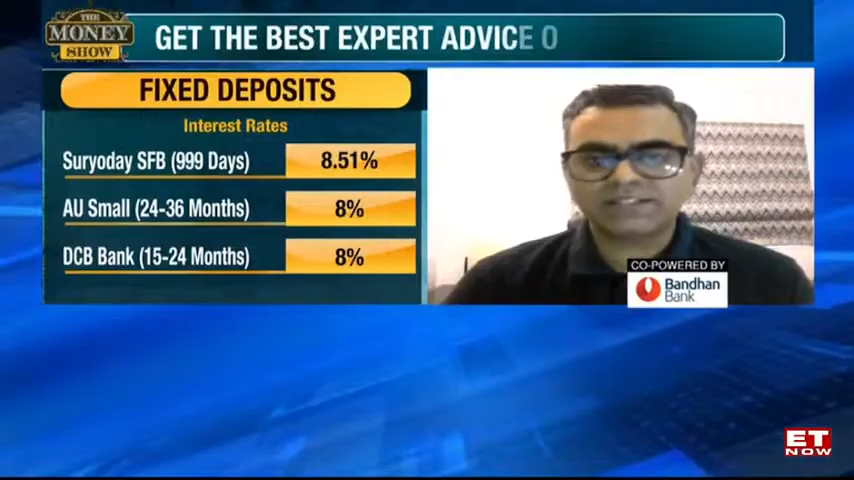 THE
MONEY
SHOW
GET THE BEST EXPERT ADVICE O
FIXED DEPOSITS
Interest Rates
Suryoday SFB (999 Days) 8.51%
AU Small (24-36 Months) 8%
DCB Bank (15-24 Months) 8%
CO-POWERED BY
Bandhan
Bank
ET
NOW